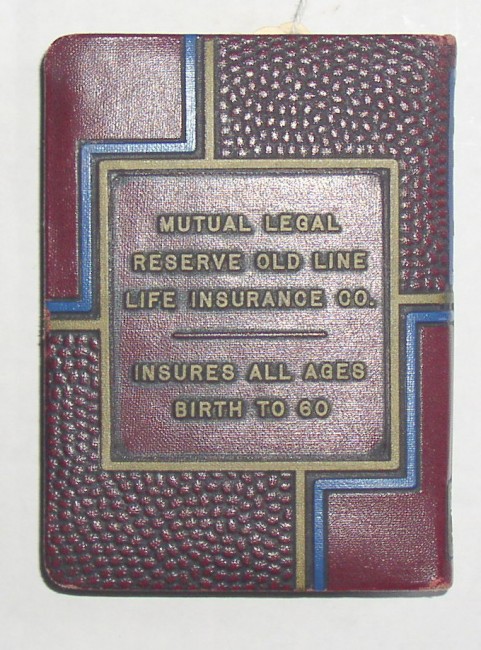 MUTUAL LEGAL
RESERVE OLD LINE
LIFE INSURANCE CO.
INSURES ALL AGES
BIRTH TO 60